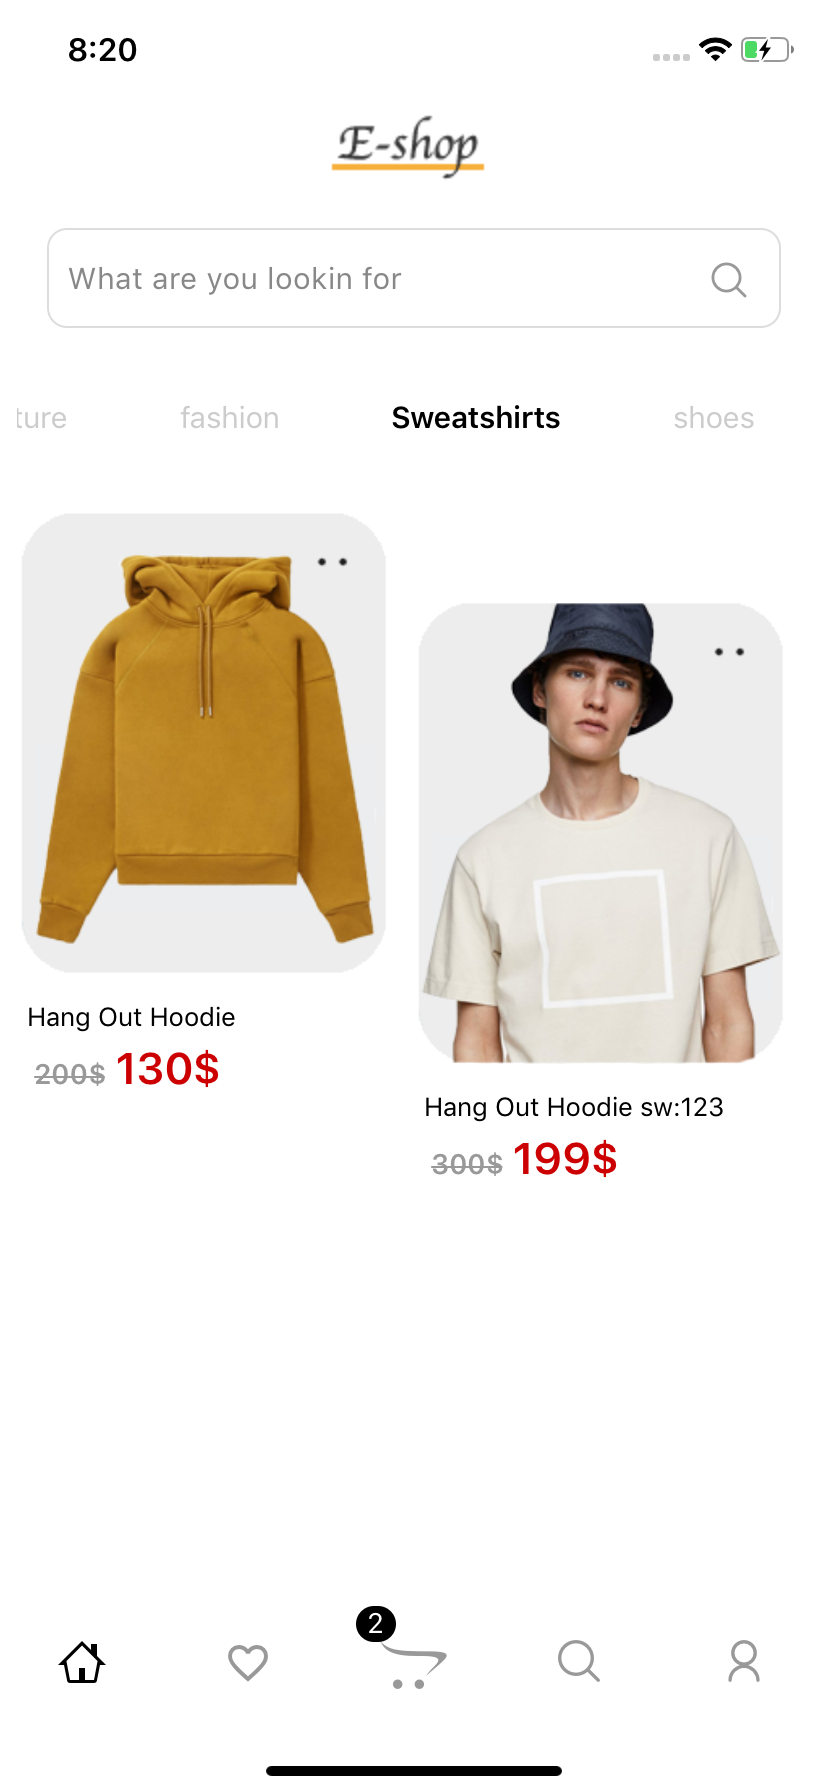 8:20
E-shop
What are you lookin for
ture fashion Sweatshirts shoes
Hang Out Hoodie
200$ 130$
Hang Out Hoodie sw:123
300$ 199$
2